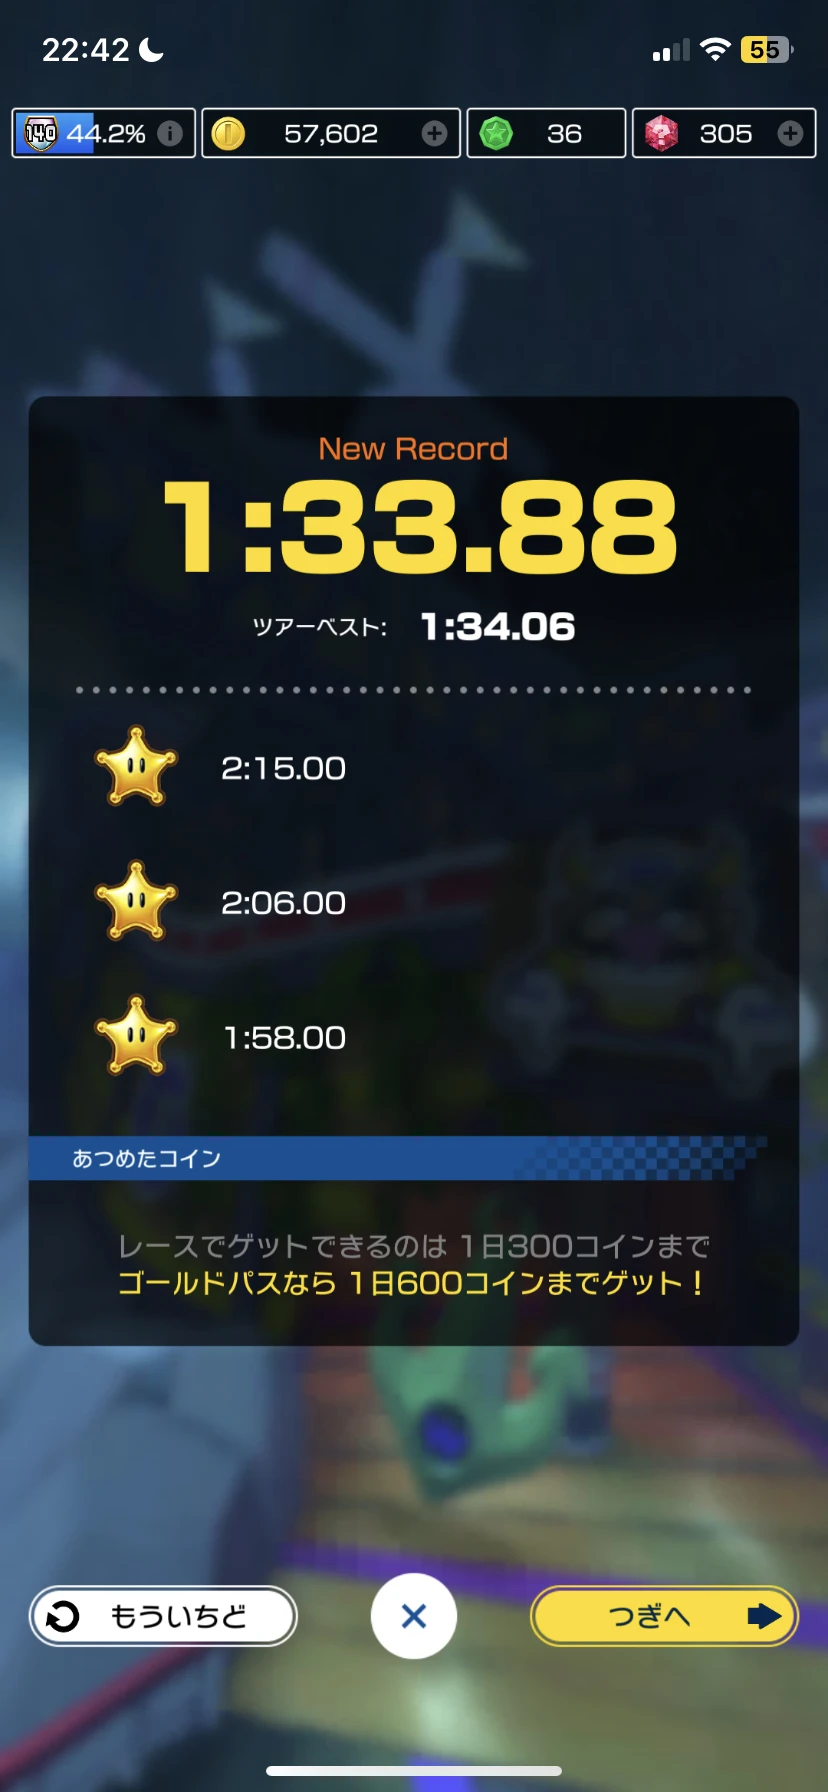 22:42
55
140 44.2%
57,602
36
305
New Record
1:33.88
ツアーベスト: 1:34.06
2:15.00
2:06.00
1:58.00
あつめたコイン
レースでゲットできるのは 1日300コインまで
ゴールドパスなら 1日600コインまでゲット!
もういちど
つぎへ